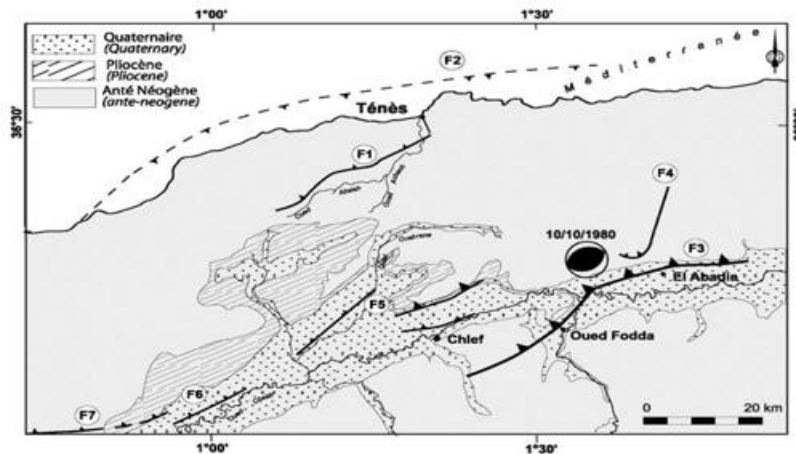 1°00'
1°30'
Quaternaire
(Quaternary)
Pliocène
(Pliocene)
Anté Néogène
(ante-neogene)
F2
Méditerranée
36°30
Ténès
F1
Oued Allalah
F4
10/10/1980
F3
El Abadia
F5
Chlef
Oued Fodda
F6
F7
0 20 km
1°00'
1°30'